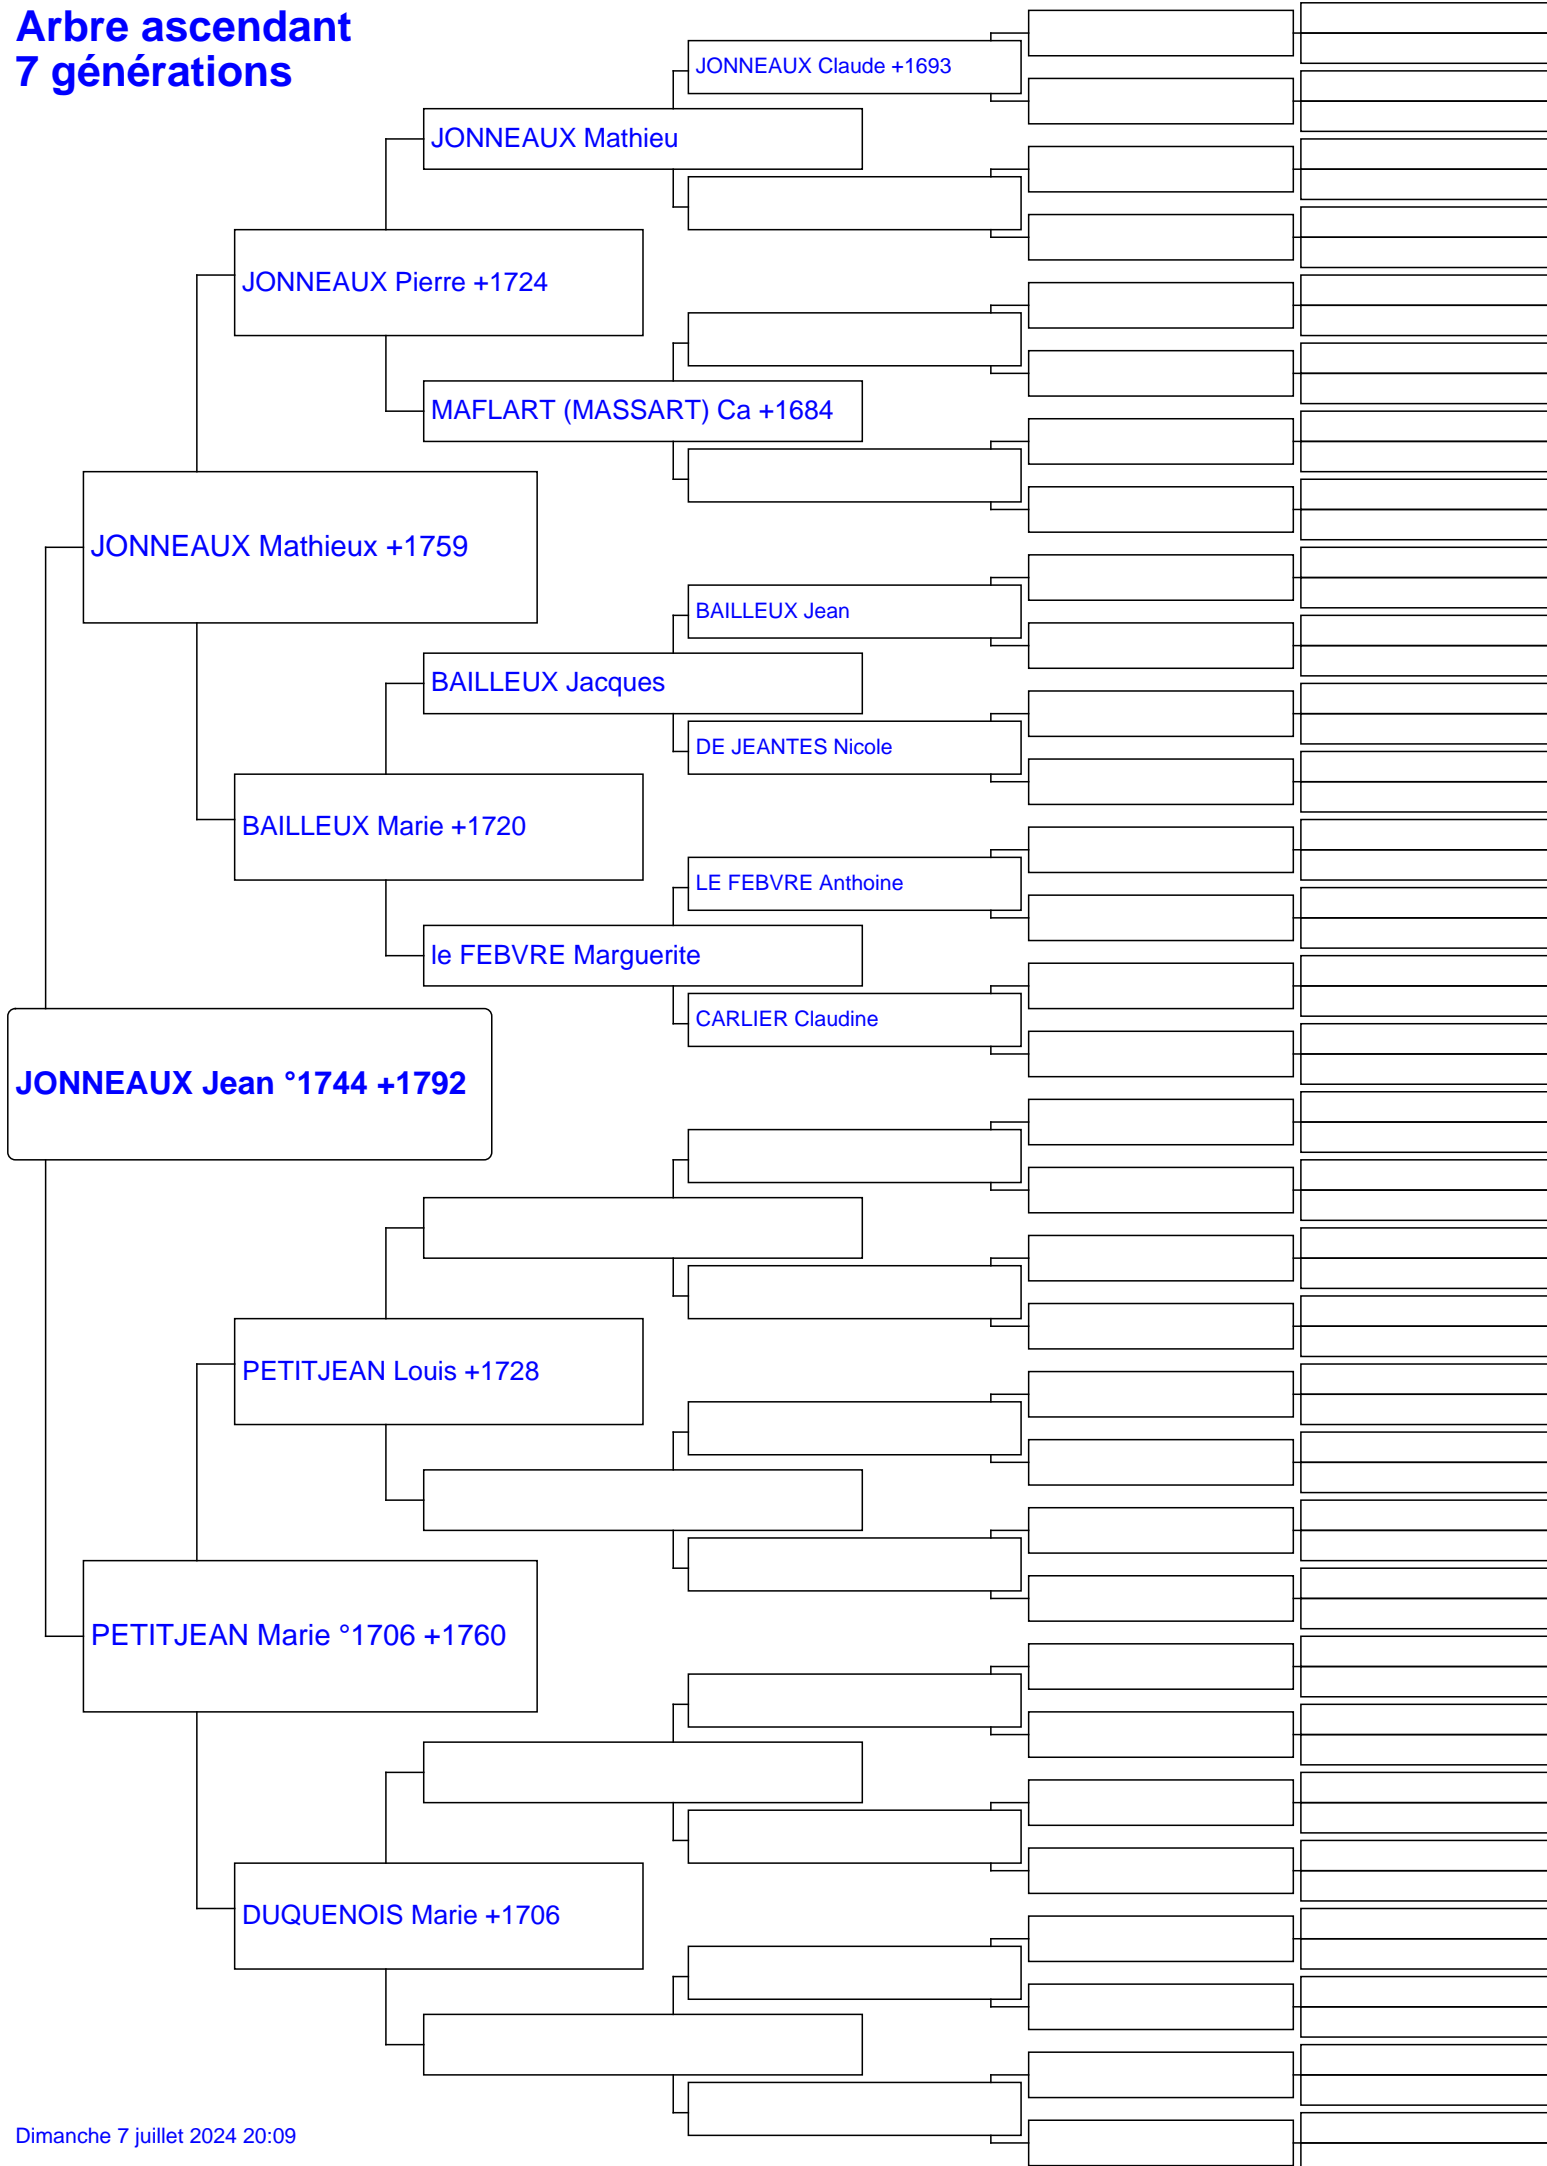 Arbre ascendant
7 générations
JONNEAUX Claude +1693
JONNEAUX Mathieu
JONNEAUX Pierre +1724
MAFLART (MASSART) Ca +1684
JONNEAUX Mathieux +1759
BAILLEUX Jean
BAILLEUX Jacques
DE JEANTES Nicole
BAILLEUX Marie +1720
LE FEBVRE Anthoine
le FEBVRE Marguerite
CARLIER Claudine
JONNEAUX Jean °1744 +1792
PETITJEAN Louis +1728
PETITJEAN Marie °1706 +1760
DUQUENOIS Marie +1706
Dimanche 7 juillet 2024 20:09